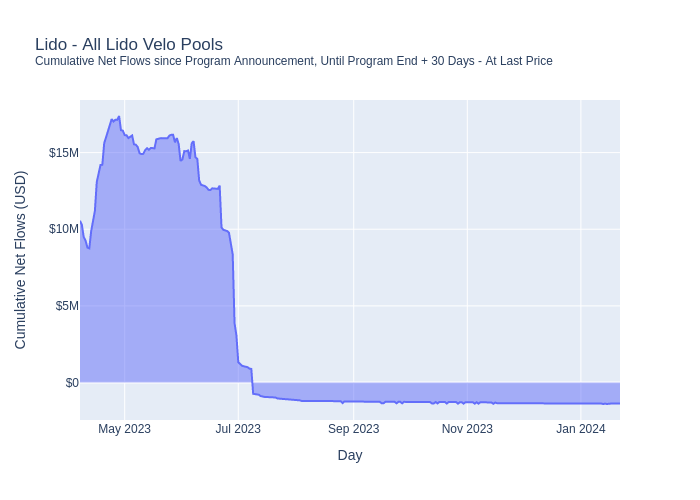 Lido - All Lido Velo Pools
Cumulative Net Flows since Program Announcement, Until Program End + 30 Days - At Last Price
Cumulative Net Flows (USD)
$15M
$10M
$5M
$0
May 2023
Jul 2023
Sep 2023
Nov 2023
Jan 2024
Day